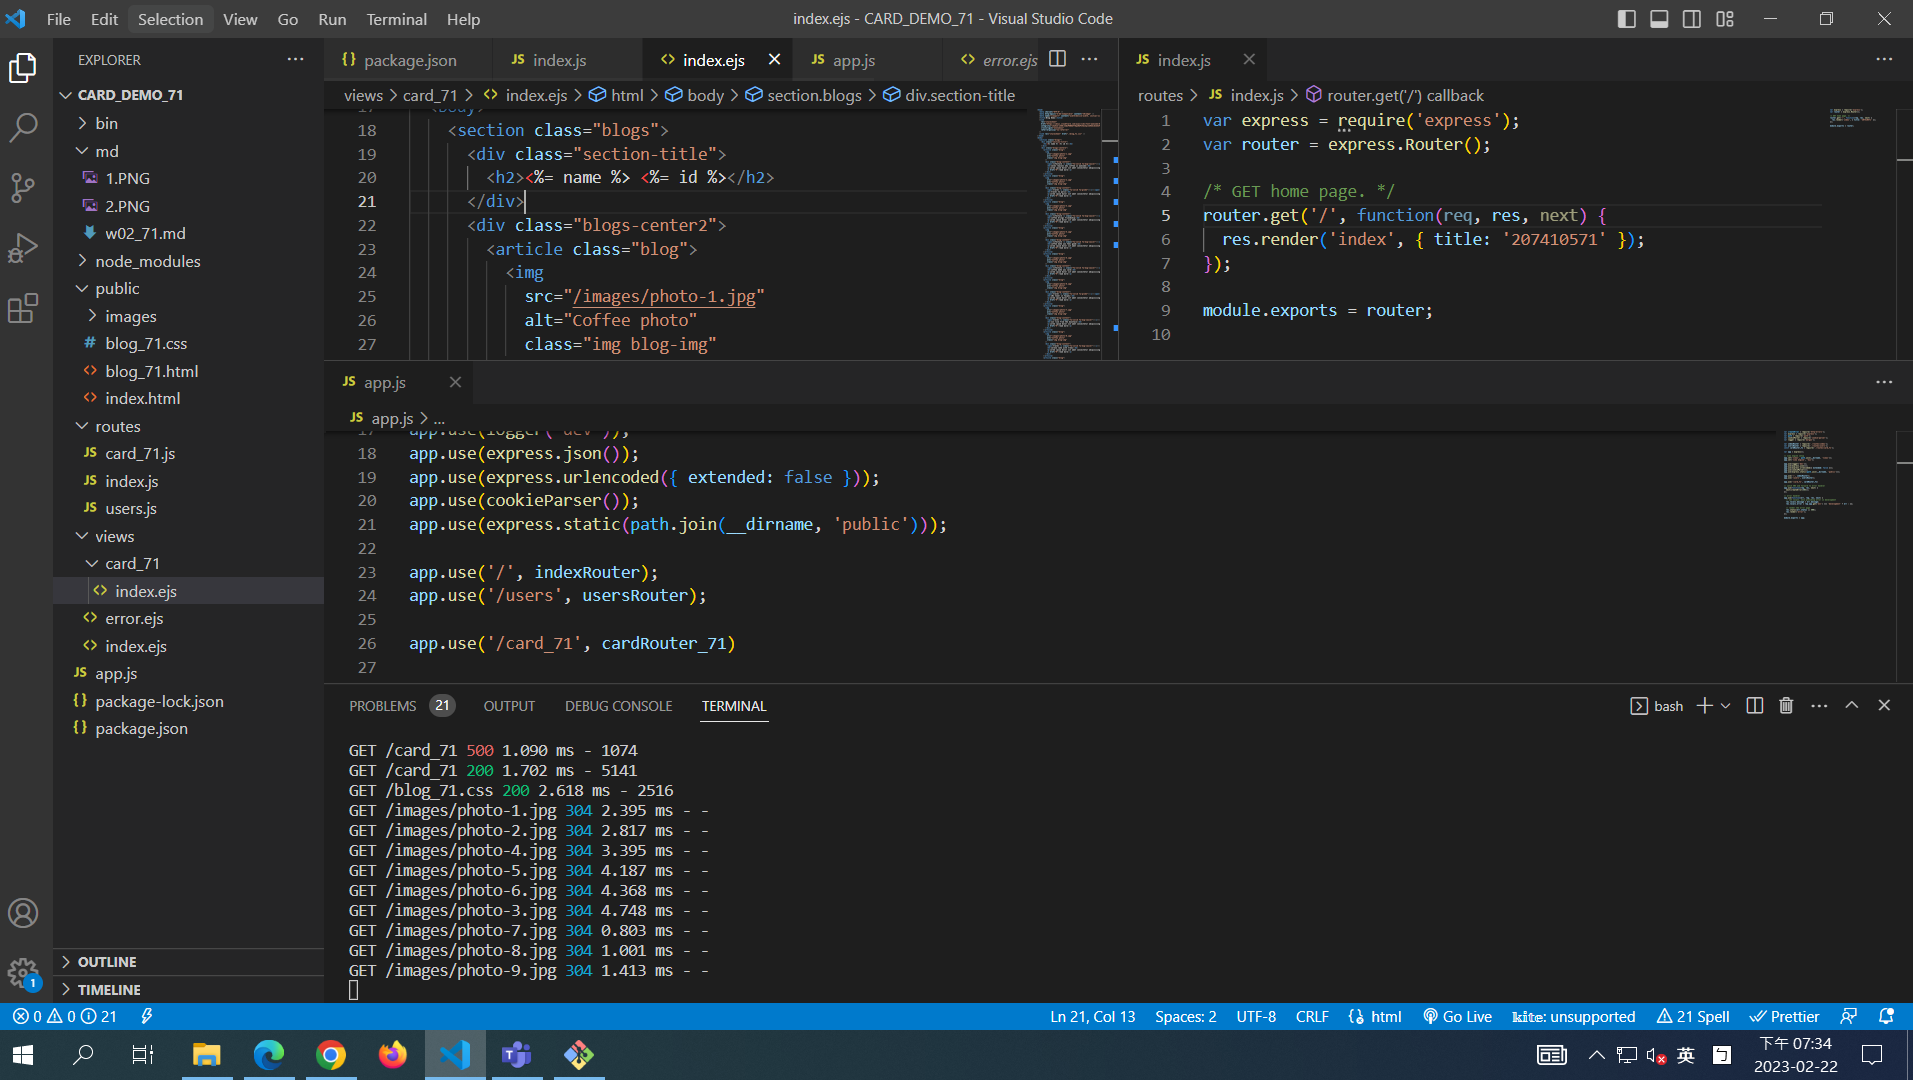 File Edit Selection View Go Run Terminal Help
index.ejs - CARD_DEMO_71 - Visual Studio Code
EXPLORER
CARD_DEMO_71
bin
md
1.PNG
2.PNG
w02_71.md
node_modules
public
images
blog_71.css
blog_71.html
index.html
routes
card_71.js
index.js
users.js
views
card_71
index.ejs
error.ejs
index.ejs
app.js
package-lock.json
package.json
OUTLINE
TIMELINE
package.json index.js index.ejs app.js error.ejs
views > card_71 > index.ejs > html > body > section.blogs > div.section-title
18 <section class="blogs">
19 <div class="section-title">
20 <h2><%= name %> <%= id %></h2>
21 </div>
22 <div class="blogs-center2">
23 <article class="blog">
24 <img
25 src="/images/photo-1.jpg"
26 alt="Coffee photo"
27 class="img blog-img"
JS index.js
routes > JS index.js > router.get('/') callback
1 var express = require('express');
2 var router = express.Router();
3
4 /* GET home page. */
5 router.get('/', function(req, res, next) {
6 res.render('index', { title: '207410571' });
7 });
8
9 module.exports = router;
10
JS app.js
JS app.js > ...
17 app.use(logger('dev'));
18 app.use(express.json());
19 app.use(express.urlencoded({ extended: false }));
20 app.use(cookieParser());
21 app.use(express.static(path.join(__dirname, 'public')));
22
23 app.use('/', indexRouter);
24 app.use('/users', usersRouter);
25
26 app.use('/card_71', cardRouter_71)
27
PROBLEMS 21 OUTPUT DEBUG CONSOLE TERMINAL
bash
GET /card_71 500 1.090 ms - 1074
GET /card_71 200 1.702 ms - 5141
GET /blog_71.css 200 2.618 ms - 2516
GET /images/photo-1.jpg 304 2.395 ms - -
GET /images/photo-2.jpg 304 2.817 ms - -
GET /images/photo-4.jpg 304 3.395 ms - -
GET /images/photo-5.jpg 304 4.187 ms - -
GET /images/photo-6.jpg 304 4.368 ms - -
GET /images/photo-3.jpg 304 4.748 ms - -
GET /images/photo-7.jpg 304 0.803 ms - -
GET /images/photo-8.jpg 304 1.001 ms - -
GET /images/photo-9.jpg 304 1.413 ms - -
1
0 0 21
Ln 21, Col 13 Spaces: 2 UTF-8 CRLF html Go Live kite: unsupported 21 Spell Prettier
英
下午 07:34
2023-02-22